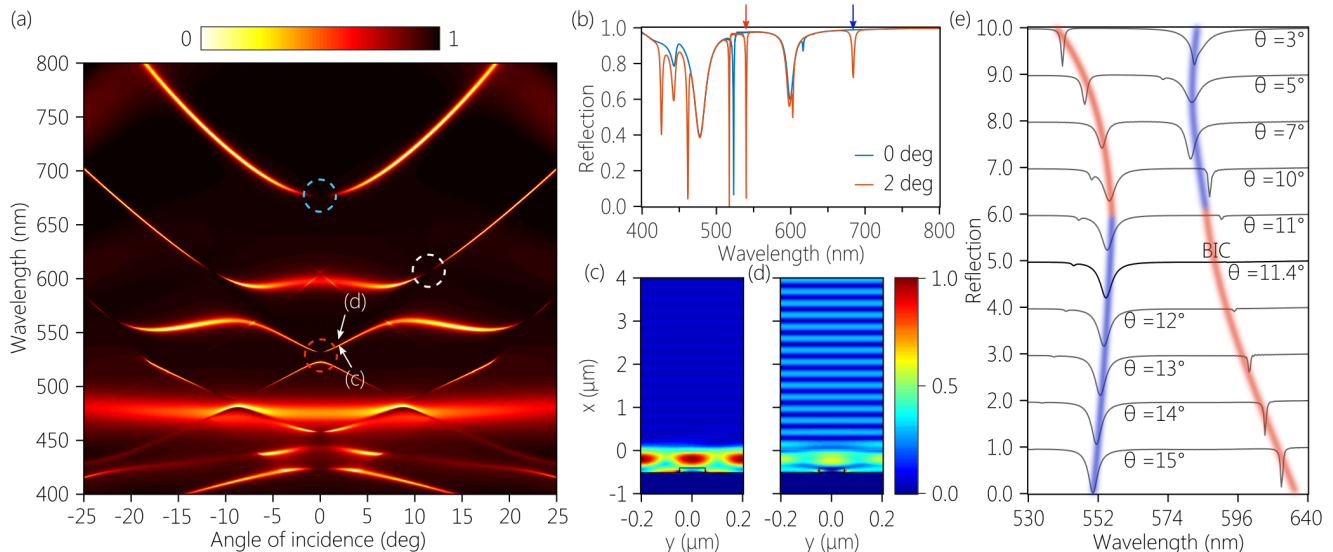 (a)
0
1
800
750
700
650
600
550
500
450
400
Wavelength (nm)
(d)
(c)
-25
-20
-15
-10
-5
0
5
10
15
20
25
Angle of incidence (deg)
(b)
1.0
0.8
0.6
0.4
0.2
0.0
Reflection
0 deg
2 deg
400
500
600
700
800
Wavelength (nm)
(c)
4
3
2
1
0
-1
x (μm)
-0.2
0.0
0.2
y (μm)
(d)
-0.2
0.0
0.2
y (μm)
1.0
0.5
0.0
(e)
10.0
9.0
8.0
7.0
6.0
5.0
4.0
3.0
2.0
1.0
0.0
Reflection
θ =3°
θ =5°
θ =7°
θ =10°
θ =11°
BIC
θ =11.4°
θ =12°
θ =13°
θ =14°
θ =15°
530
552
574
596
640
Wavelength (nm)